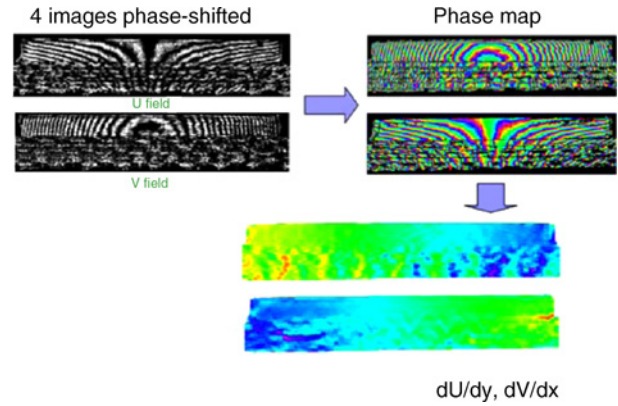 4 images phase-shifted
Phase map
U field
V field
dU/dy, dV/dx